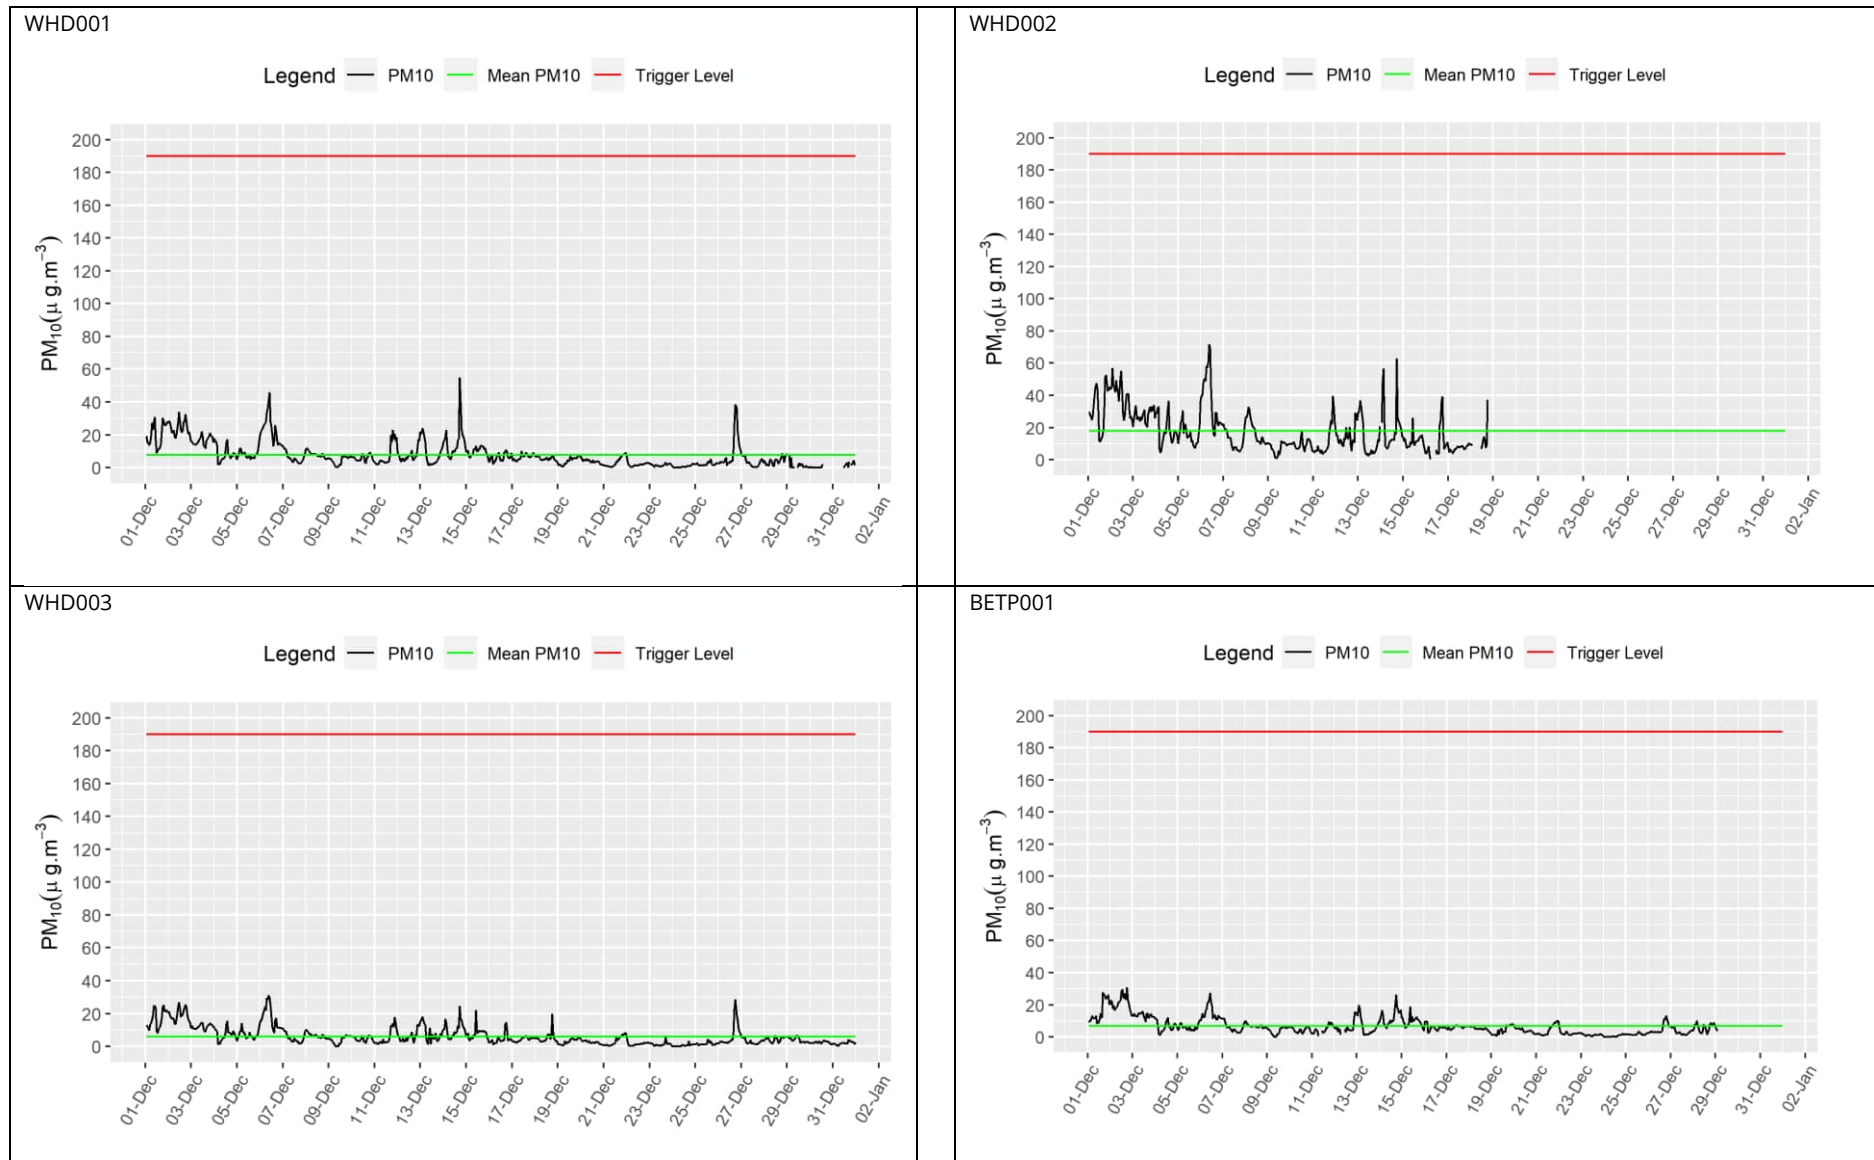 WHD001
Legend PM10 Mean PM10 Trigger Level
PM10(μ g.m−3)
200
180
160
140
120
100
80
60
40
20
0
01-Dec 03-Dec 05-Dec 07-Dec 09-Dec 11-Dec 13-Dec 15-Dec 17-Dec 19-Dec 21-Dec 23-Dec 25-Dec 27-Dec 29-Dec 31-Dec 02-Jan
WHD002
Legend PM10 Mean PM10 Trigger Level
PM10(μ g.m−3)
200
180
160
140
120
100
80
60
40
20
0
01-Dec 03-Dec 05-Dec 07-Dec 09-Dec 11-Dec 13-Dec 15-Dec 17-Dec 19-Dec 21-Dec 23-Dec 25-Dec 27-Dec 29-Dec 31-Dec 02-Jan
WHD003
Legend PM10 Mean PM10 Trigger Level
PM10(μ g.m−3)
200
180
160
140
120
100
80
60
40
20
0
01-Dec 03-Dec 05-Dec 07-Dec 09-Dec 11-Dec 13-Dec 15-Dec 17-Dec 19-Dec 21-Dec 23-Dec 25-Dec 27-Dec 29-Dec 31-Dec 02-Jan
BETP001
Legend PM10 Mean PM10 Trigger Level
PM10(μ g.m−3)
200
180
160
140
120
100
80
60
40
20
0
01-Dec 03-Dec 05-Dec 07-Dec 09-Dec 11-Dec 13-Dec 15-Dec 17-Dec 19-Dec 21-Dec 23-Dec 25-Dec 27-Dec 29-Dec 31-Dec 02-Jan